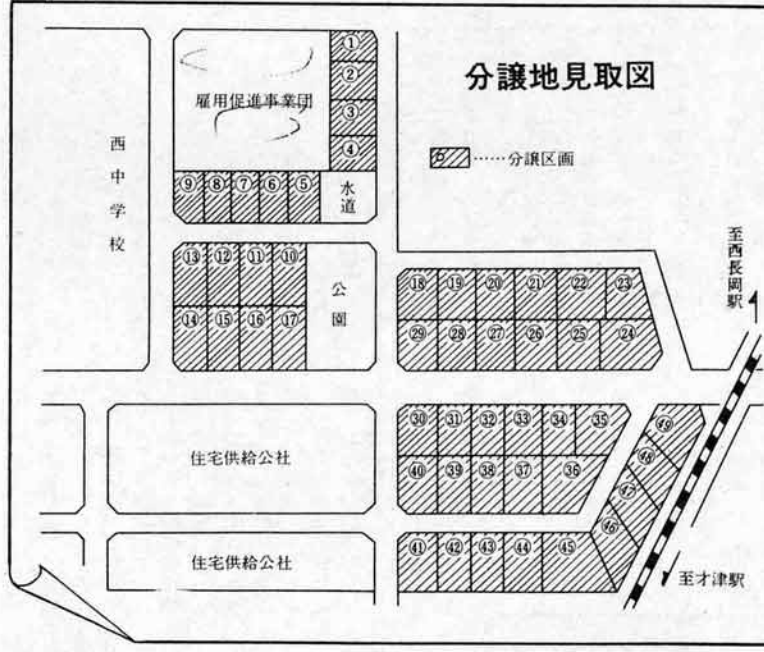 分譲地見取図
……分譲区画
雇用促進事業団
① 
② 
③ 
④ 
⑨ ⑧ ⑦ ⑥ ⑤
水道
西中学校
⑬ ⑫ ⑪ ⑩
⑭ ⑮ ⑯ ⑰
公園
⑱ ⑲ ⑳ ㉑ ㉒ ㉓
㉙ ㉘ ㉗ ㉖ ㉕ ㉔
至西長岡駅
住宅供給公社
㉚ ㉛ ㉜ ㉝ ㉞ ㉟
㊵ ㊴ ㊳ ㊲ ㊱
㊾
㊽
㊼
㊻
住宅供給公社
㊶ ㊷ ㊸ ㊹ ㊺
至才津駅